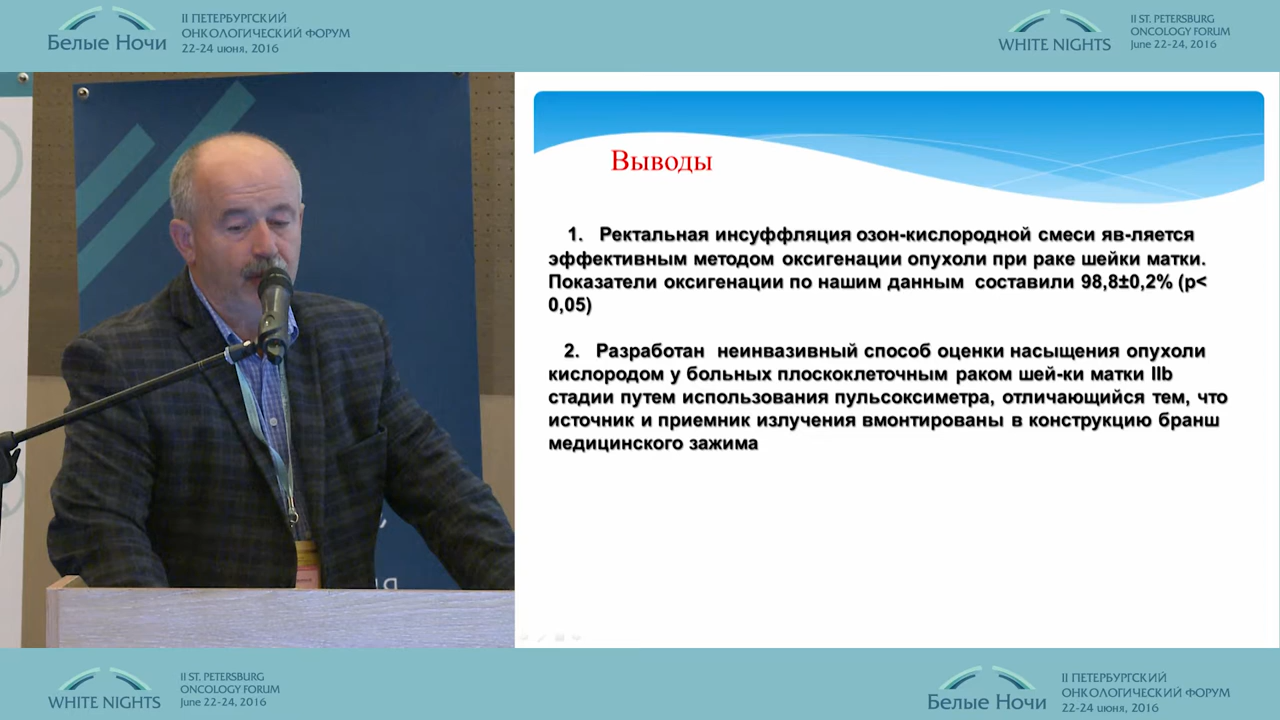 Белые Ночи
II ПЕТЕРБУРГСКИЙ
ОНКОЛОГИЧЕСКИЙ ФОРУМ
22-24 июня, 2016
WHITE NIGHTS
II ST. PETERSBURG
ONCOLOGY FORUM
June 22-24, 2016
Выводы
1. Ректальная инсуффляция озон-кислородной смеси яв-ляется
эффективным методом оксигенации опухоли при раке шейки матки.
Показатели оксигенации по нашим данным составили 98,8±0,2% (p<
0,05)
2. Разработан неинвазивный способ оценки насыщения опухоли
кислородом у больных плоскоклеточным раком шей-ки матки IIb
стадии путем использования пульсоксиметра, отличающийся тем, что
источник и приемник излучения вмонтированы в конструкцию бранш
медицинского зажима
WHITE NIGHTS
II ST. PETERSBURG
ONCOLOGY FORUM
June 22-24, 2016
Белые Ночи
II ПЕТЕРБУРГСКИЙ
ОНКОЛОГИЧЕСКИЙ ФОРУМ
22-24 июня, 2016